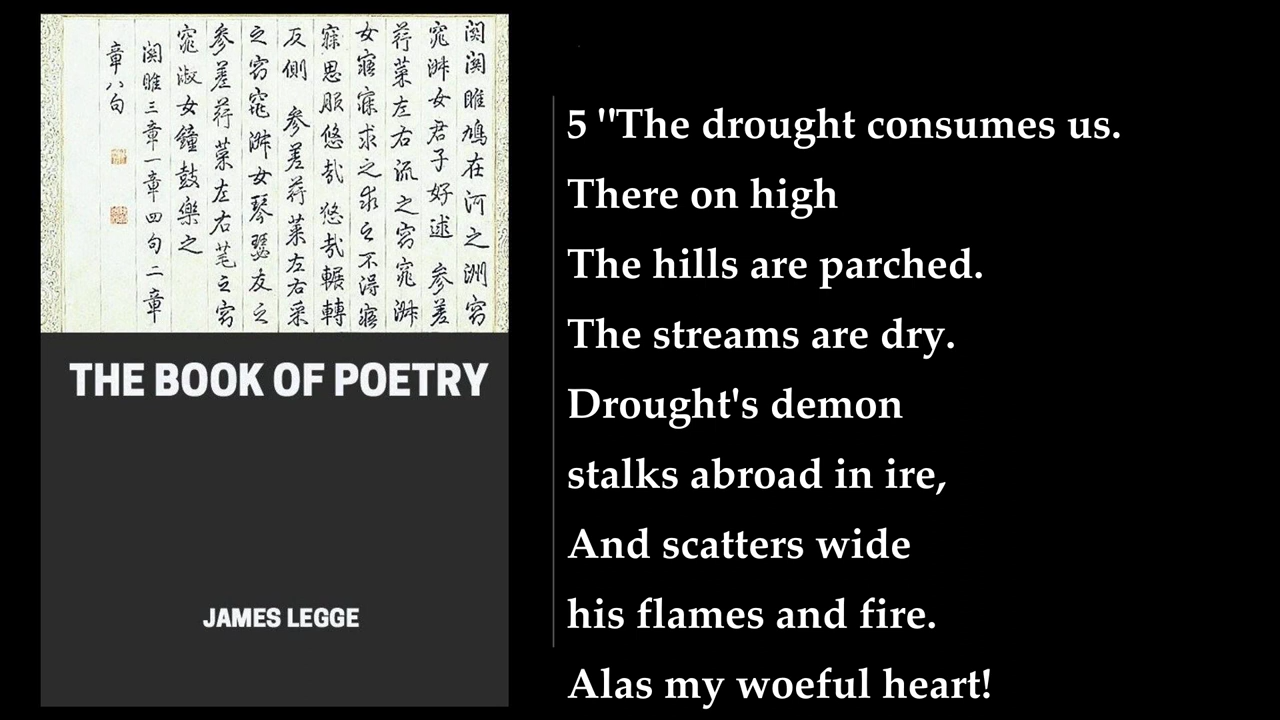 関関雎鳩在河之洲窈
窕淑女君子好逑 參差
荇菜左右流之窈窕淑
女寤寐求之求之不得寤
寐思服悠哉悠哉輾轉
反側 參差荇菜左右采
之窈窕淑女琴瑟友之
參差荇菜左右芼之窈
窕淑女鐘鼓樂之
関雎三章一章四句二章
章八句
THE BOOK OF POETRY
JAMES LEGGE
5 "The drought consumes us.
There on high
The hills are parched.
The streams are dry.
Drought's demon
stalks abroad in ire,
And scatters wide
his flames and fire.
Alas my woeful heart!